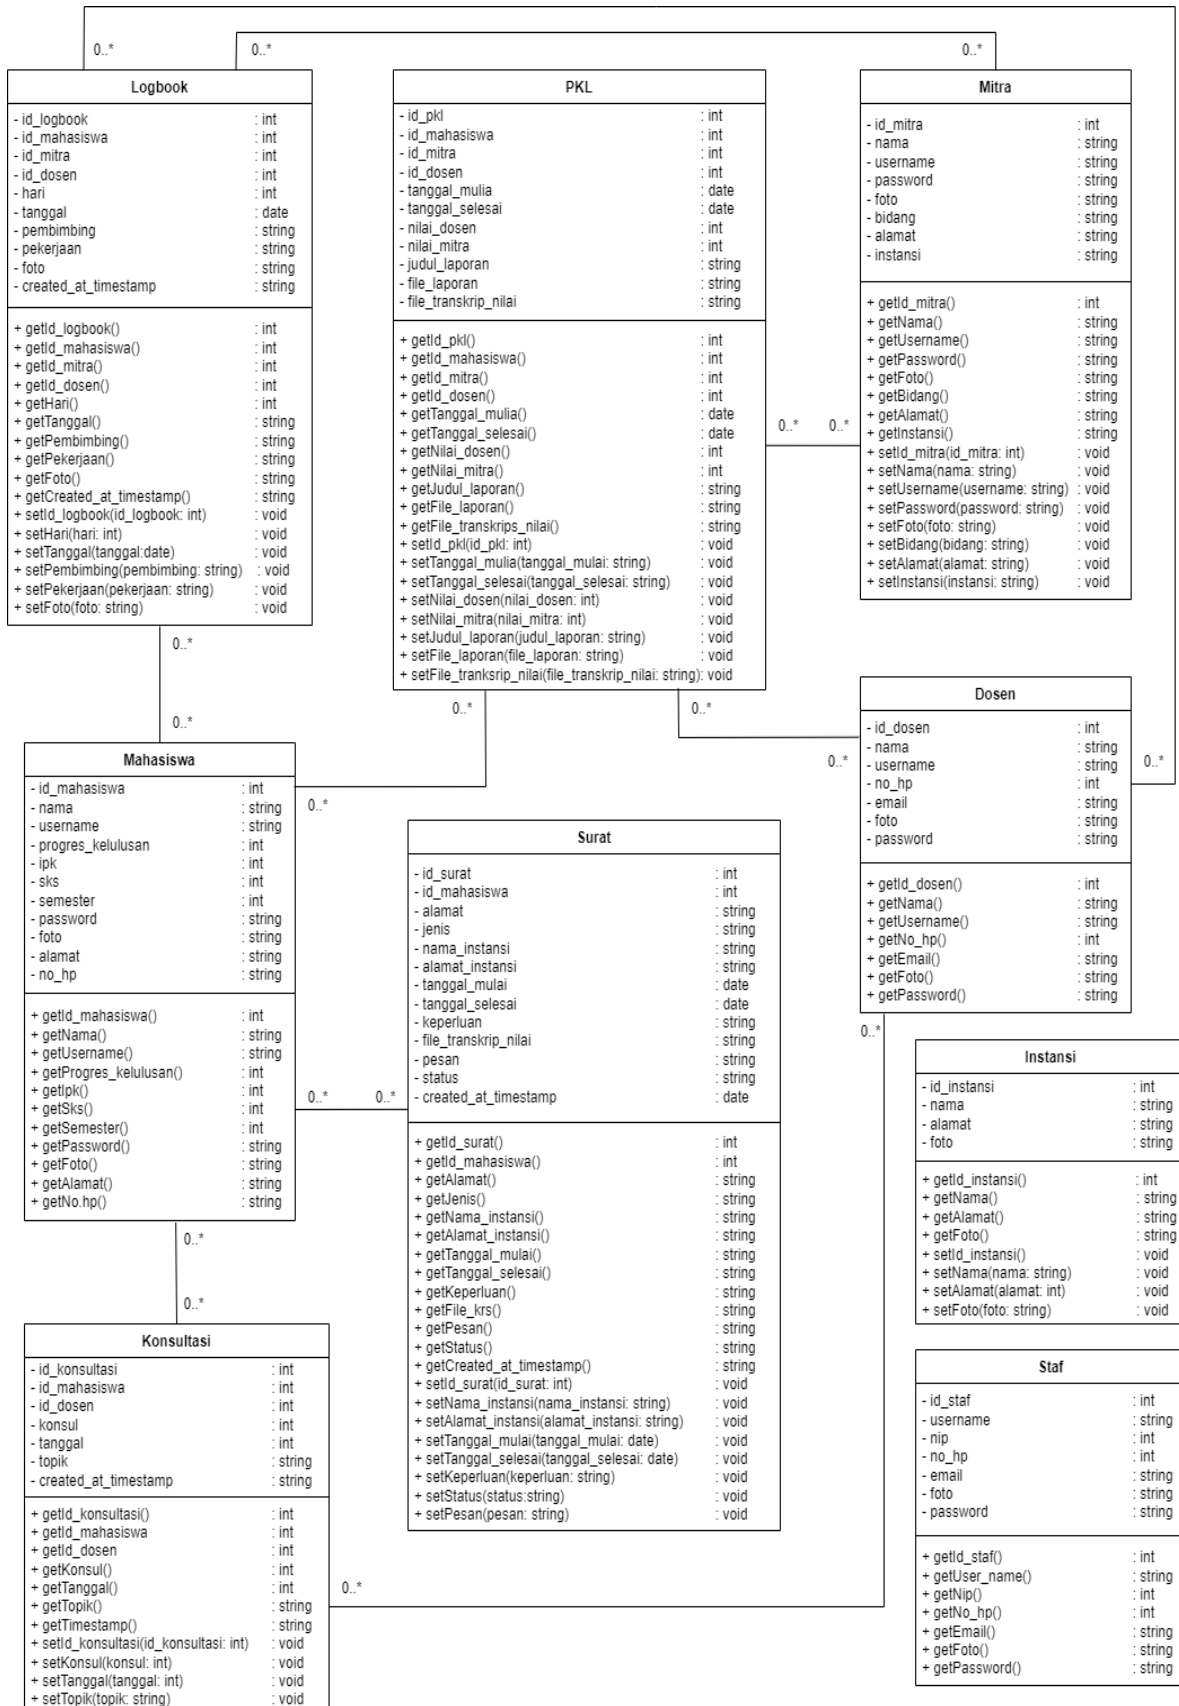 0..*
0..*
0..*
Logbook
- id_logbook : int
- id_mahasiswa : int
- id_mitra : int
- id_dosen : int
- hari : int
- tanggal : date
- pembimbing : string
- pekerjaan : string
- foto : string
- created_at_timestamp : string
+ getId_logbook() : int
+ getId_mahasiswa() : int
+ getId_mitra() : int
+ getId_dosen() : int
+ getHari() : int
+ getTanggal() : string
+ getPembimbing() : string
+ getPekerjaan() : string
+ getFoto() : string
+ getCreated_at_timestamp() : string
+ setId_logbook(id_logbook: int) : void
+ setHari(hari: int) : void
+ setTanggal(tanggal:date) : void
+ setPembimbing(pembimbing: string) : void
+ setPekerjaan(pekerjaan: string) : void
+ setFoto(foto: string) : void
PKL
- id_pkl : int
- id_mahasiswa : int
- id_mitra : int
- id_dosen : int
- tanggal_mulia : date
- tanggal_selesai : date
- nilai_dosen : int
- nilai_mitra : int
- judul_laporan : string
- file_laporan : string
- file_transkrip_nilai : string
+ getId_pkl() : int
+ getId_mahasiswa() : int
+ getId_mitra() : int
+ getId_dosen() : int
+ getTanggal_mulia() : date
+ getTanggal_selesai() : date
+ getNilai_dosen() : int
+ getNilai_mitra() : int
+ getJudul_laporan() : string
+ getFile_laporan() : string
+ getFile_transkrips_nilai() : string
+ setId_pkl(id_pkl: int) : void
+ setTanggal_mulia(tanggal_mulai: string) : void
+ setTanggal_selesai(tanggal_selesai: string) : void
+ setNilai_dosen(nilai_dosen: int) : void
+ setNilai_mitra(nilai_mitra: int) : void
+ setJudul_laporan(judul_laporan: string) : void
+ setFile_laporan(file_laporan: string) : void
+ setFile_tranksrip_nilai(file_transkrip_nilai: string): void
0..* 0..*
Mitra
- id_mitra : int
- nama : string
- username : string
- password : string
- foto : string
- bidang : string
- alamat : string
- instansi : string
+ getId_mitra() : int
+ getNama() : string
+ getUsername() : string
+ getPassword() : string
+ getFoto() : string
+ getBidang() : string
+ getAlamat() : string
+ getInstansi() : string
+ setId_mitra(id_mitra: int) : void
+ setNama(nama: string) : void
+ setUsername(username: string) : void
+ setPassword(password: string) : void
+ setFoto(foto: string) : void
+ setBidang(bidang: string) : void
+ setAlamat(alamat: string) : void
+ setInstansi(instansi: string) : void
0..*
0..*
0..*
0..*
0..*
0..*
0..*
Mahasiswa
- id_mahasiswa : int
- nama : string
- username : string
- progres_kelulusan : int
- ipk : int
- sks : int
- semester : int
- password : string
- foto : string
- alamat : string
- no_hp : string
+ getId_mahasiswa() : int
+ getNama() : string
+ getUsername() : string
+ getProgres_kelulusan() : int
+ getIpk() : int
+ getSks() : int
+ getSemester() : int
+ getPassword() : string
+ getFoto() : string
+ getAlamat() : string
+ getNo.hp() : string
0..* 0..*
Surat
- id_surat : int
- id_mahasiswa : int
- alamat : string
- jenis : string
- nama_instansi : string
- alamat_instansi : string
- tanggal_mulai : date
- tanggal_selesai : date
- keperluan : string
- file_transkrip_nilai : string
- pesan : string
- status : string
- created_at_timestamp : date
+ getId_surat() : int
+ getId_mahasiswa() : int
+ getAlamat() : string
+ getJenis() : string
+ getNama_instansi() : string
+ getAlamat_instansi() : string
+ getTanggal_mulai() : string
+ getTanggal_selesai() : string
+ getKeperluan() : string
+ getFile_krs() : string
+ getPesan() : string
+ getStatus() : string
+ getCreated_at_timestamp() : string
+ setId_surat(id_surat: int) : void
+ setNama_instansi(nama_instansi: string) : void
+ setAlamat_instansi(alamat_instansi: string) : void
+ setTanggal_mulai(tanggal_mulai: date) : void
+ setTanggal_selesai(tanggal_selesai: date) : void
+ setKeperluan(keperluan: string) : void
+ setStatus(status:string) : void
+ setPesan(pesan: string) : void
Dosen
- id_dosen : int
- nama : string
- username : string
- no_hp : int
- email : string
- foto : string
- password : string
+ getId_dosen() : int
+ getNama() : string
+ getUsername() : string
+ getNo_hp() : int
+ getEmail() : string
+ getFoto() : string
+ getPassword() : string
0..*
Instansi
- id_instansi : int
- nama : string
- alamat : string
- foto : string
+ getId_instansi() : int
+ getNama() : string
+ getAlamat() : string
+ getFoto() : string
+ setId_instansi() : void
+ setNama(nama: string) : void
+ setAlamat(alamat: int) : void
+ setFoto(foto: string) : void
0..*
0..*
Konsultasi
- id_konsultasi : int
- id_mahasiswa : int
- id_dosen : int
- konsul : int
- tanggal : int
- topik : string
- created_at_timestamp : string
+ getId_konsultasi() : int
+ getId_mahasiswa : int
+ getId_dosen : int
+ getKonsul() : int
+ getTanggal() : int
+ getTopik() : string
+ getTimestamp() : string
+ setId_konsultasi(id_konsultasi: int) : void
+ setKonsul(konsul: int) : void
+ setTanggal(tanggal: int) : void
+ setTopik(topik: string) : void
0..*
Staf
- id_staf : int
- username : string
- nip : int
- no_hp : int
- email : string
- foto : string
- password : string
+ getId_staf() : int
+ getUser_name() : string
+ getNip() : int
+ getNo_hp() : int
+ getEmail() : string
+ getFoto() : string
+ getPassword() : string